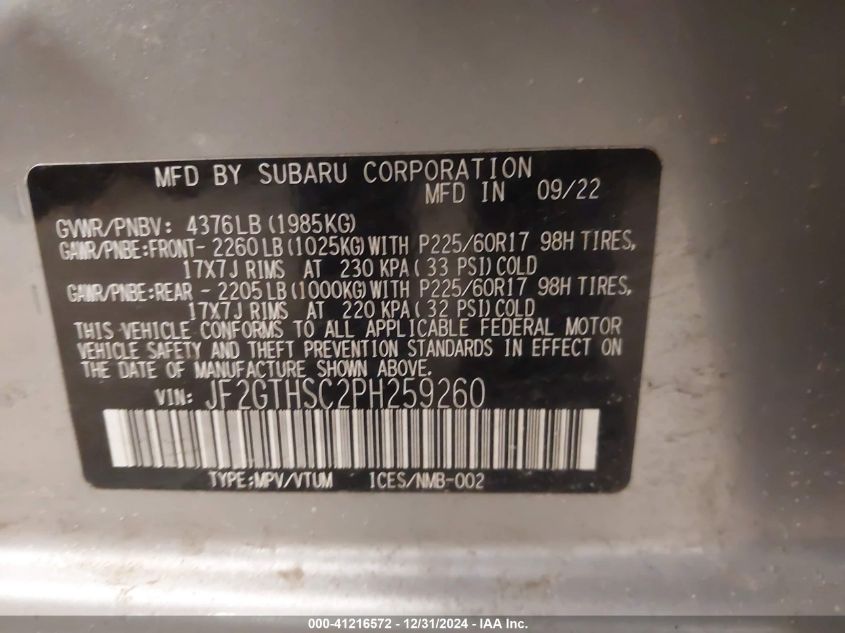 MFD BY SUBARU CORPORATION
MFD IN 09/22
GVWR/PNBV: 4376LB (1985KG)
GAWR/PNBE:FRONT- 2260 LB (1025KG) WITH P225/60R17 98H TIRES,
17X7J RIMS AT 230 KPA ( 33 PSI) COLD
GAWR/PNBE:REAR - 2205 LB (1000KG) WITH P225/60R17 98H TIRES,
17X7J RIMS AT 220 KPA ( 32 PSI) COLD
THIS VEHICLE CONFORMS TO ALL APPLICABLE FEDERAL MOTOR
VEHICLE SAFETY AND THEFT PREVENTION STANDARDS IN EFFECT ON
THE DATE OF MANUFACTURE SHOWN ABOVE.
VIN: JF2GTHSC2PH259260
TYPE:MPV/VTUM ICES/NMB-002
000-41216572 - 12/31/2024 - IAA Inc.